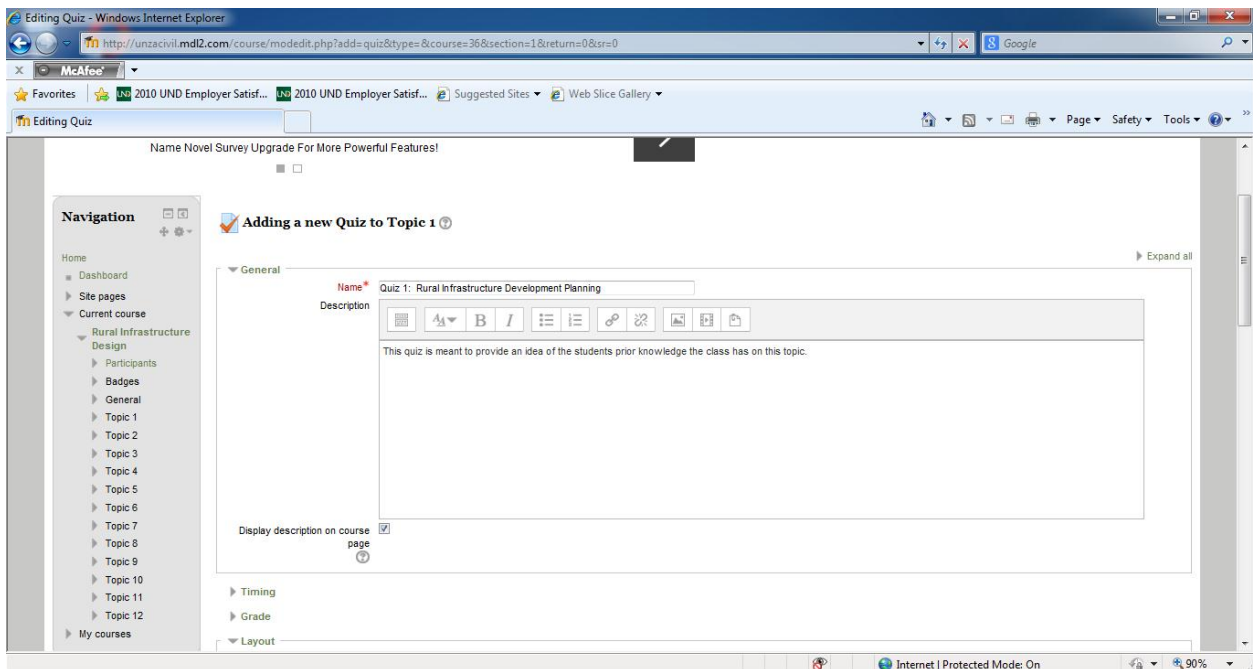 Editing Quiz - Windows Internet Explorer
http://unzacivil.mdl2.com/course/modedit.php?add=quiz&type=&course=36&section=1&return=0&sr=0
Google
McAfee
Favorites 2010 UND Employer Satisf... 2010 UND Employer Satisf... Suggested Sites Web Slice Gallery
Editing Quiz
Page Safety Tools
Name Novel Survey Upgrade For More Powerful Features!
Navigation
Home
Dashboard
Site pages
Current course
Rural Infrastructure
Design
Participants
Badges
General
Topic 1
Topic 2
Topic 3
Topic 4
Topic 5
Topic 6
Topic 7
Topic 8
Topic 9
Topic 10
Topic 11
Topic 12
My courses
Adding a new Quiz to Topic 1
Expand all
General
Name* Quiz 1: Rural Infrastructure Development Planning
Description
This quiz is meant to provide an idea of the students prior knowledge the class has on this topic.
Display description on course
page
Timing
Grade
Layout
Internet | Protected Mode: On
90%